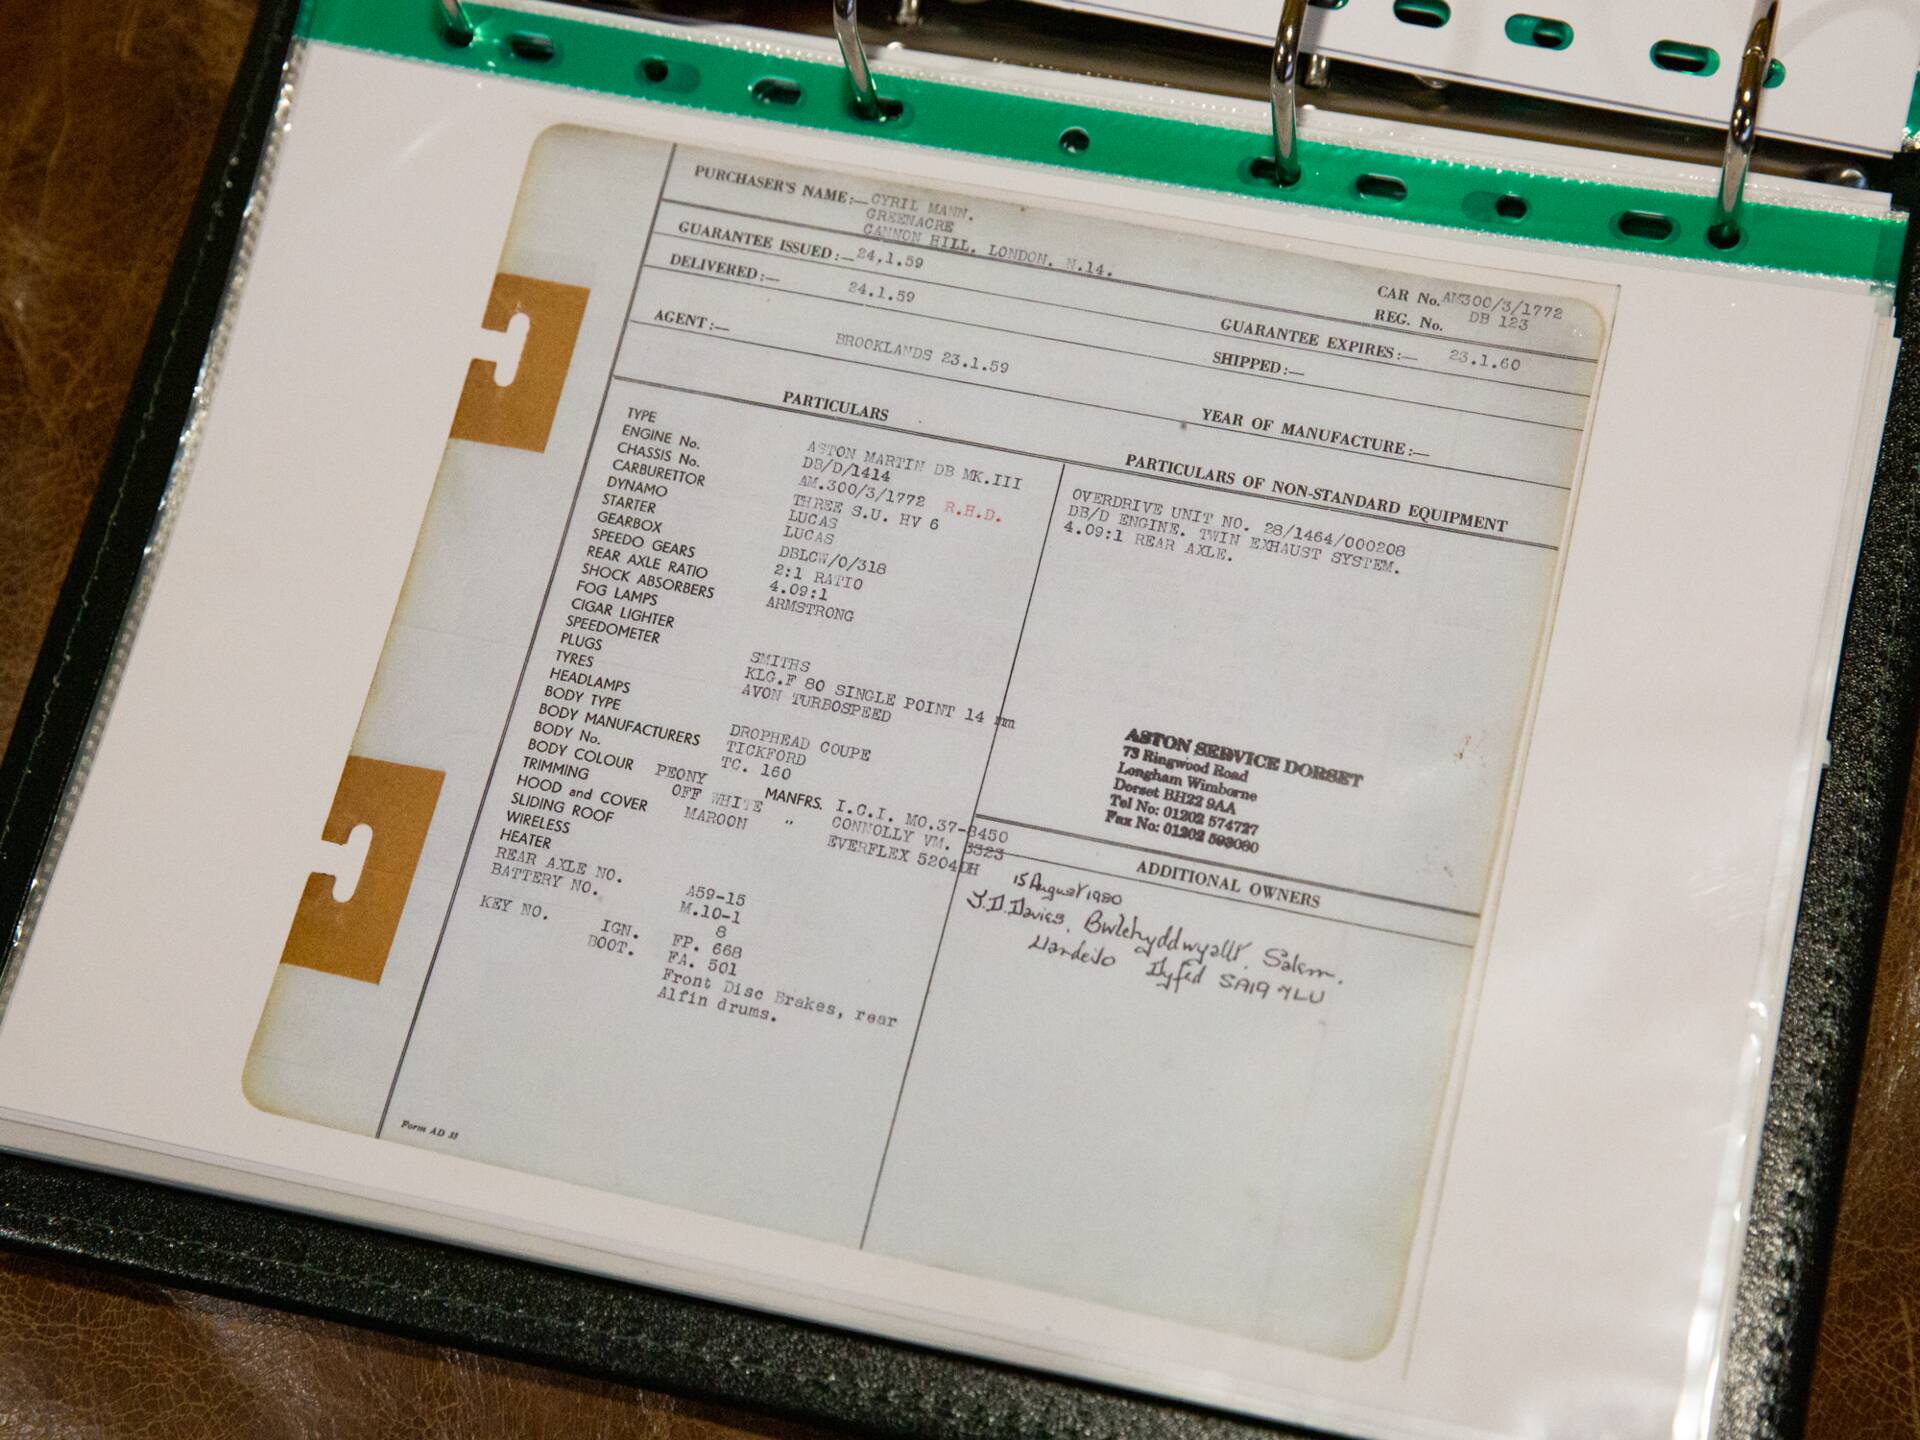 PURCHASER'S NAME:— CYRIL MANN.
GREENACRE
CANNON HILL. LONDON. N.14.
CAR No. AM300/3/1772
REG. No. DB 123
GUARANTEE ISSUED:— 24.1.59
GUARANTEE EXPIRES:— 23.1.60
DELIVERED:— 24.1.59
SHIPPED:—
AGENT:— BROOKLANDS 23.1.59
YEAR OF MANUFACTURE:—
PARTICULARS
TYPE ASTON MARTIN DB MK.III
ENGINE No. DB/D/1414
CHASSIS No. AM.300/3/1772 R.H.D.
CARBURETTOR THREE S.U. HV 6
DYNAMO LUCAS
STARTER LUCAS
GEARBOX DBLCW/O/318
SPEEDO GEARS 2:1 RATIO
REAR AXLE RATIO 4.09:1
SHOCK ABSORBERS ARMSTRONG
FOG LAMPS
CIGAR LIGHTER
SPEEDOMETER SMITHS
PLUGS KLG.F 80 SINGLE POINT 14 mm
TYRES AVON TURBOSPEED
HEADLAMPS
BODY TYPE DROPHEAD COUPE
BODY MANUFACTURERS TICKFORD
BODY No. TC. 160
BODY COLOUR PEONY MANFRS. I.C.I. MO.37-8450
TRIMMING OFF WHITE " CONNOLLY VM. 3323
HOOD and COVER MAROON EVERFLEX 5204DH
SLIDING ROOF
WIRELESS
HEATER
REAR AXLE NO. A59-15
BATTERY NO. M.10-1
8
KEY NO. IGN. FP. 668
BOOT. FA. 501
Front Disc Brakes, rear
Alfin drums.
Form AD 33
PARTICULARS OF NON-STANDARD EQUIPMENT
OVERDRIVE UNIT NO. 28/1464/000208
DB/D ENGINE. TWIN EXHAUST SYSTEM.
4.09:1 REAR AXLE.
ASTON SERVICE DORSET
73 Ringwood Road
Longham Wimborne
Dorset BH22 9AA
Tel No: 01202 574727
Fax No: 01202 593080
ADDITIONAL OWNERS
15 August 1980
J.D. Davies, Salem.
Llandeilo Dyfed SA19 7LU